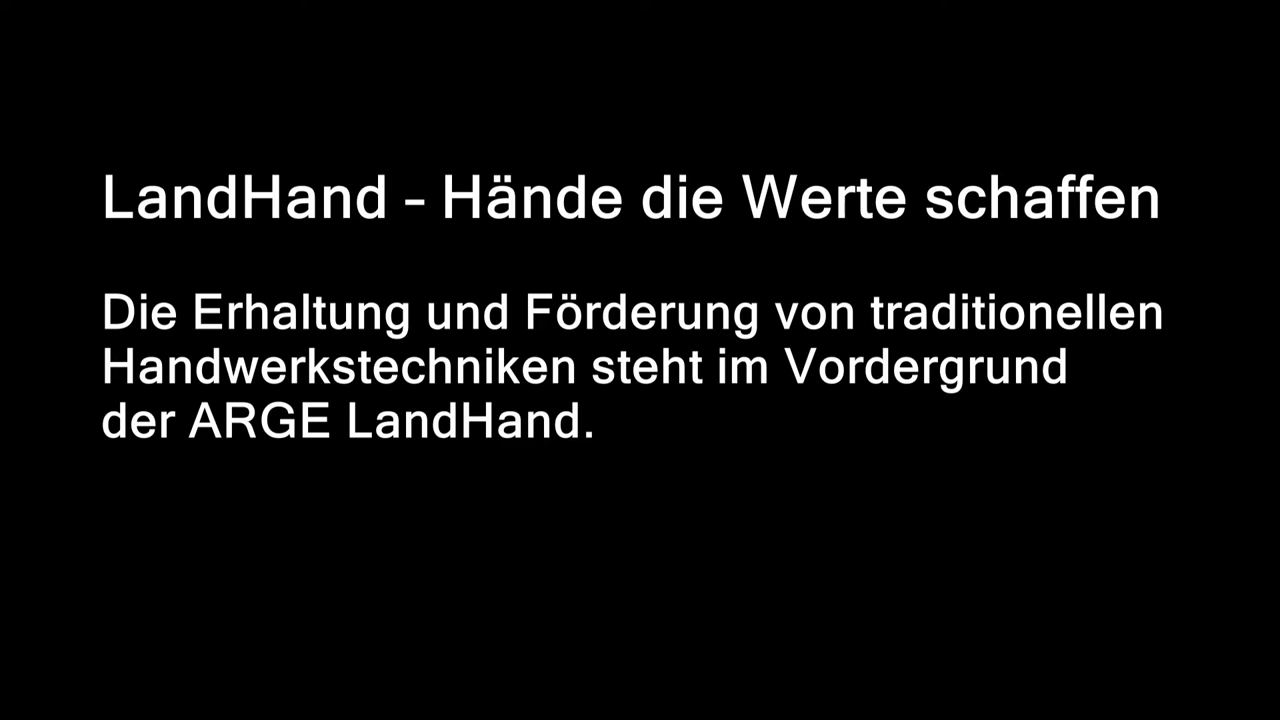 LandHand – Hände die Werte schaffen
Die Erhaltung und Förderung von traditionellen
Handwerkstechniken steht im Vordergrund
der ARGE LandHand.